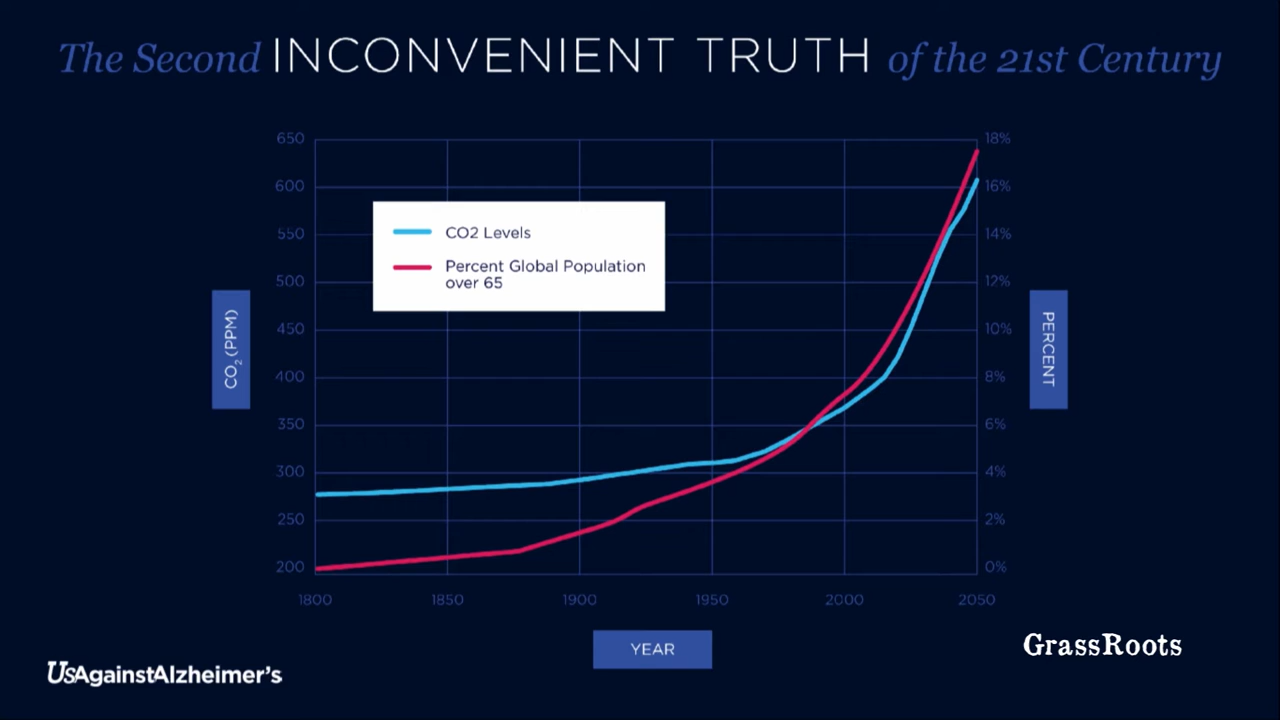 The Second INCONVENIENT TRUTH of the 21st Century
650
600
550
500
450
400
350
300
250
200
CO2 (PPM)
CO2 Levels
Percent Global Population
over 65
18%
16%
14%
12%
10%
8%
6%
4%
2%
0%
PERCENT
1800 1850 1900 1950 2000 2050
YEAR
UsAgainstAlzheimer's
GrassRoots